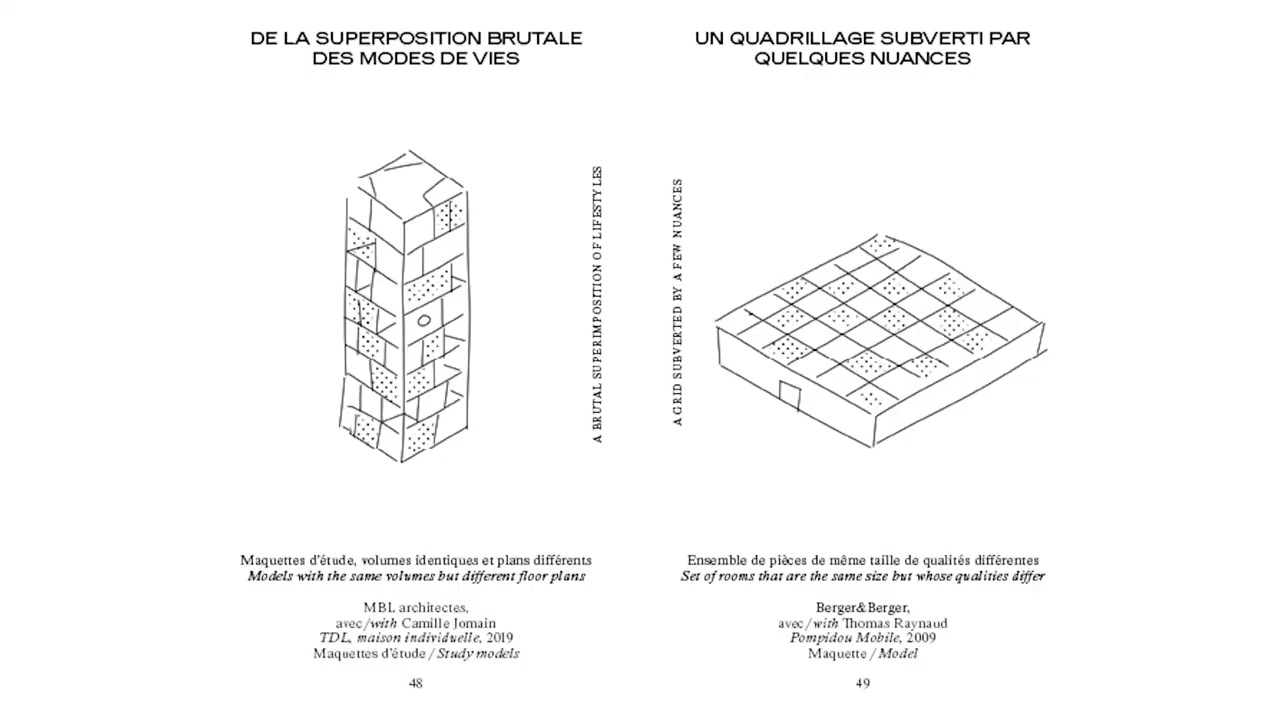 DE LA SUPERPOSITION BRUTALE
DES MODES DE VIES
A BRUTAL SUPERIMPOSITION OF LIFESTYLES
Maquettes d'étude, volumes identiques et plans différents
Models with the same volumes but different floor plans
MBL architectes,
avec/with Camille Jomain
TDL, maison individuelle, 2019
Maquettes d'étude / Study models
48
UN QUADRILLAGE SUBVERTI PAR
QUELQUES NUANCES
A GRID SUBVERTED BY A FEW NUANCES
Ensemble de pièces de même taille de qualités différentes
Set of rooms that are the same size but whose qualities differ
Berger&Berger,
avec/with Thomas Raynaud
Pompidou Mobile, 2009
Maquette / Model
49